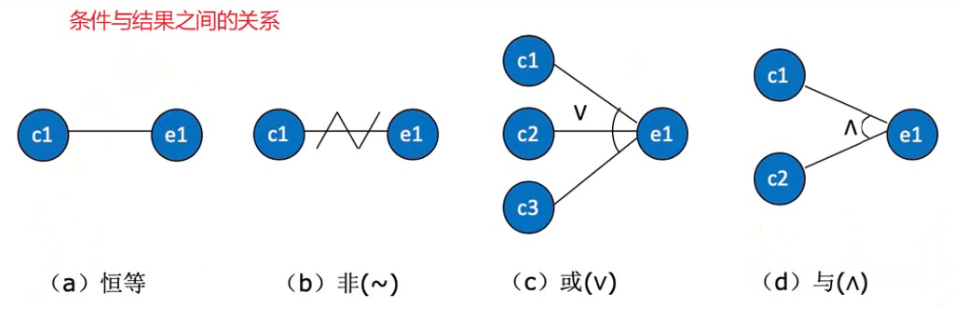 条件与结果之间的关系
c1
e1
c1
e1
c1
c2
c3
∨
e1
c1
c2
∧
e1
(a)恒等
(b)非(~)
(c)或(∨)
(d)与(∧)